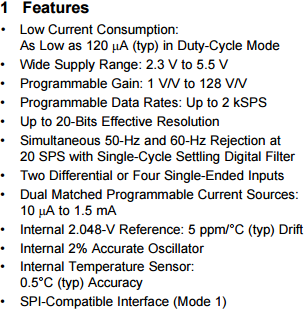 1 Features
• Low Current Consumption:
As Low as 120 μA (typ) in Duty-Cycle Mode
• Wide Supply Range: 2.3 V to 5.5 V
• Programmable Gain: 1 V/V to 128 V/V
• Programmable Data Rates: Up to 2 kSPS
• Up to 20-Bits Effective Resolution
• Simultaneous 50-Hz and 60-Hz Rejection at
20 SPS with Single-Cycle Settling Digital Filter
• Two Differential or Four Single-Ended Inputs
• Dual Matched Programmable Current Sources:
10 μA to 1.5 mA
• Internal 2.048-V Reference: 5 ppm/°C (typ) Drift
• Internal 2% Accurate Oscillator
• Internal Temperature Sensor:
0.5°C (typ) Accuracy
• SPI-Compatible Interface (Mode 1)